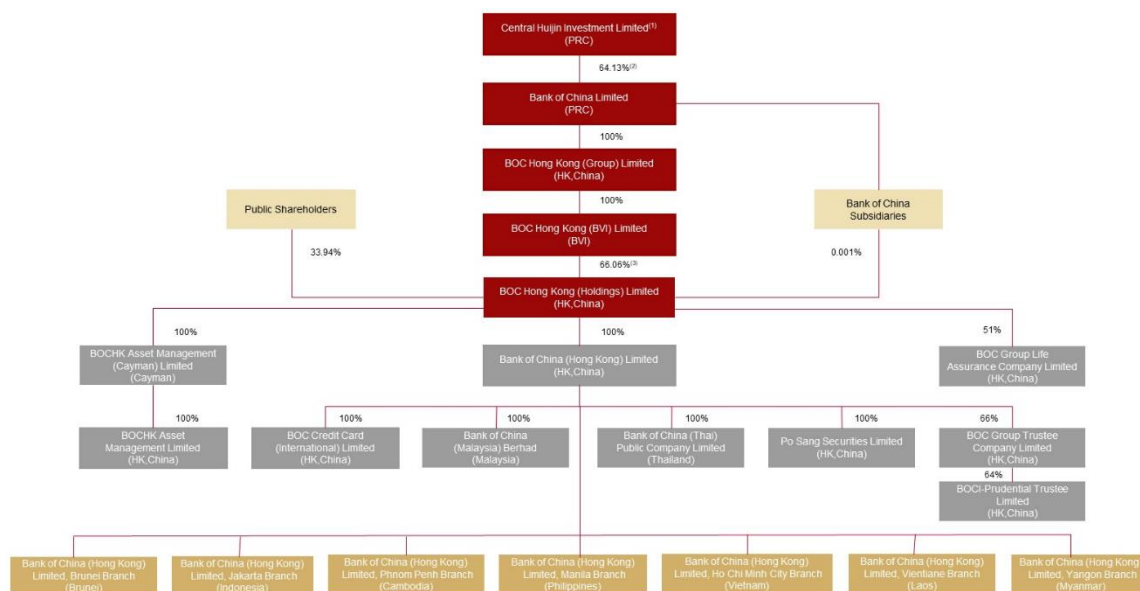 Central Huijin Investment Limited(1)
(PRC)
64.13%(2)
Bank of China Limited
(PRC)
100%
BOC Hong Kong (Group) Limited
(HK,China)
100%
Public Shareholders
Bank of China
Subsidiaries
BOC Hong Kong (BVI) Limited
(BVI)
33.94%
66.06%(3)
0.001%
BOC Hong Kong (Holdings) Limited
(HK,China)
100%
100%
51%
BOCHK Asset Management
(Cayman) Limited
(Cayman)
Bank of China (Hong Kong) Limited
(HK,China)
BOC Group Life
Assurance Company Limited
(HK,China)
100%
100%
100%
100%
100%
66%
BOCHK Asset
Management Limited
(HK,China)
BOC Credit Card
(International) Limited
(HK,China)
Bank of China
(Malaysia) Berhad
(Malaysia)
Bank of China (Thai)
Public Company Limited
(Thailand)
Po Sang Securities Limited
(HK,China)
BOC Group Trustee
Company Limited
(HK,China)
64%
BOCI-Prudential Trustee
Limited
(HK,China)
Bank of China (Hong Kong)
Limited, Brunei Branch
(Brunei)
Bank of China (Hong Kong)
Limited, Jakarta Branch
(Indonesia)
Bank of China (Hong Kong)
Limited, Phnom Penh Branch
(Cambodia)
Bank of China (Hong Kong)
Limited, Manila Branch
(Philippines)
Bank of China (Hong Kong)
Limited, Ho Chi Minh City Branch
(Vietnam)
Bank of China (Hong Kong)
Limited, Vientiane Branch
(Laos)
Bank of China (Hong Kong)
Limited, Yangon Branch
(Myanmar)